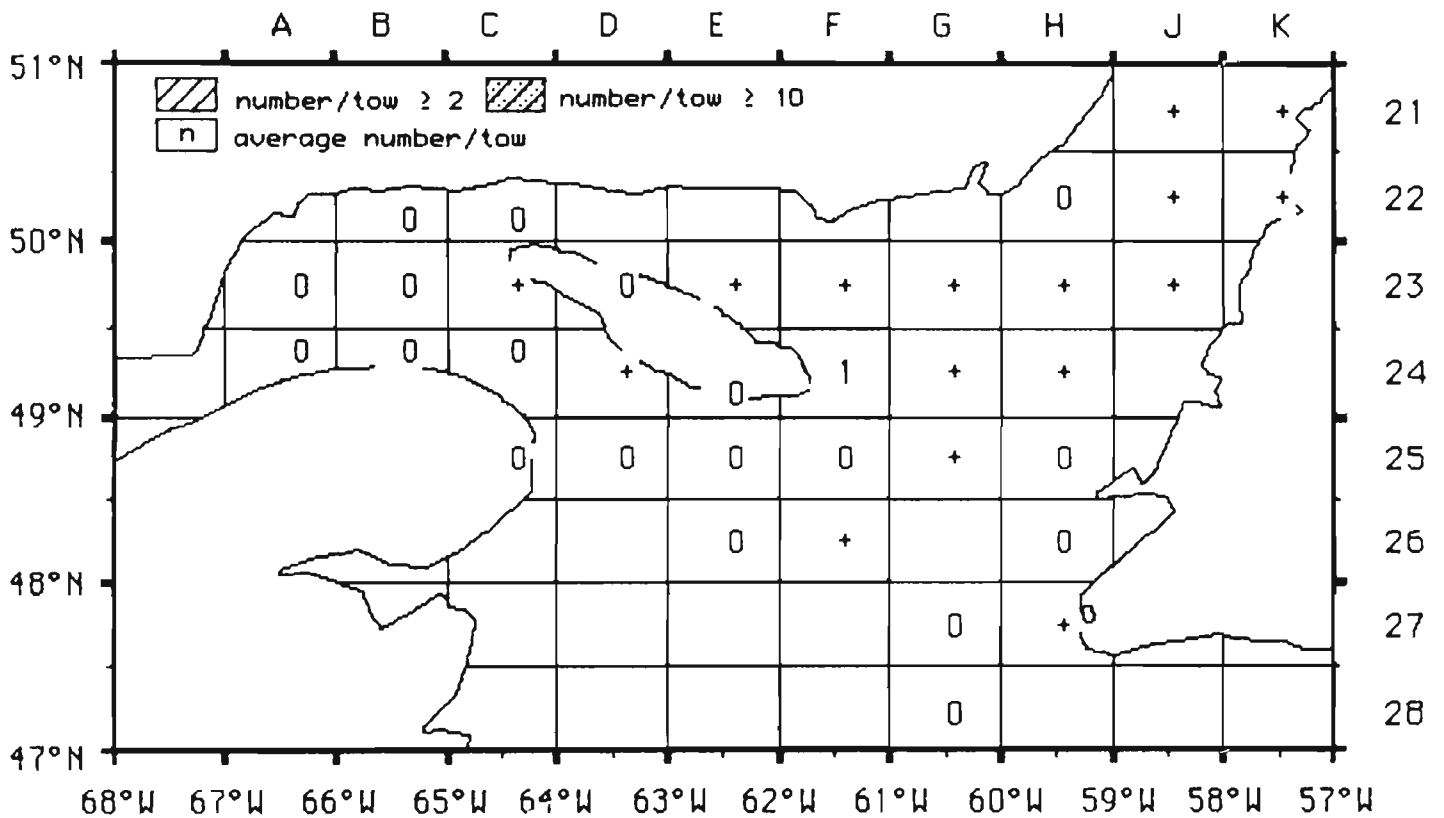 A B C D E F G H J K
51°N
number/tow ≥ 2 number/tow ≥ 10
n average number/tow
+ + 21
0 0 0 + + 22
50°N
0 0 + 0 + + + + + 23
0 0 0 + 0 1 + + 24
49°N
0 0 0 0 + 0 25
0 + 0 26
48°N
0 + 27
0 28
47°N
68°W 67°W 66°W 65°W 64°W 63°W 62°W 61°W 60°W 59°W 58°W 57°W